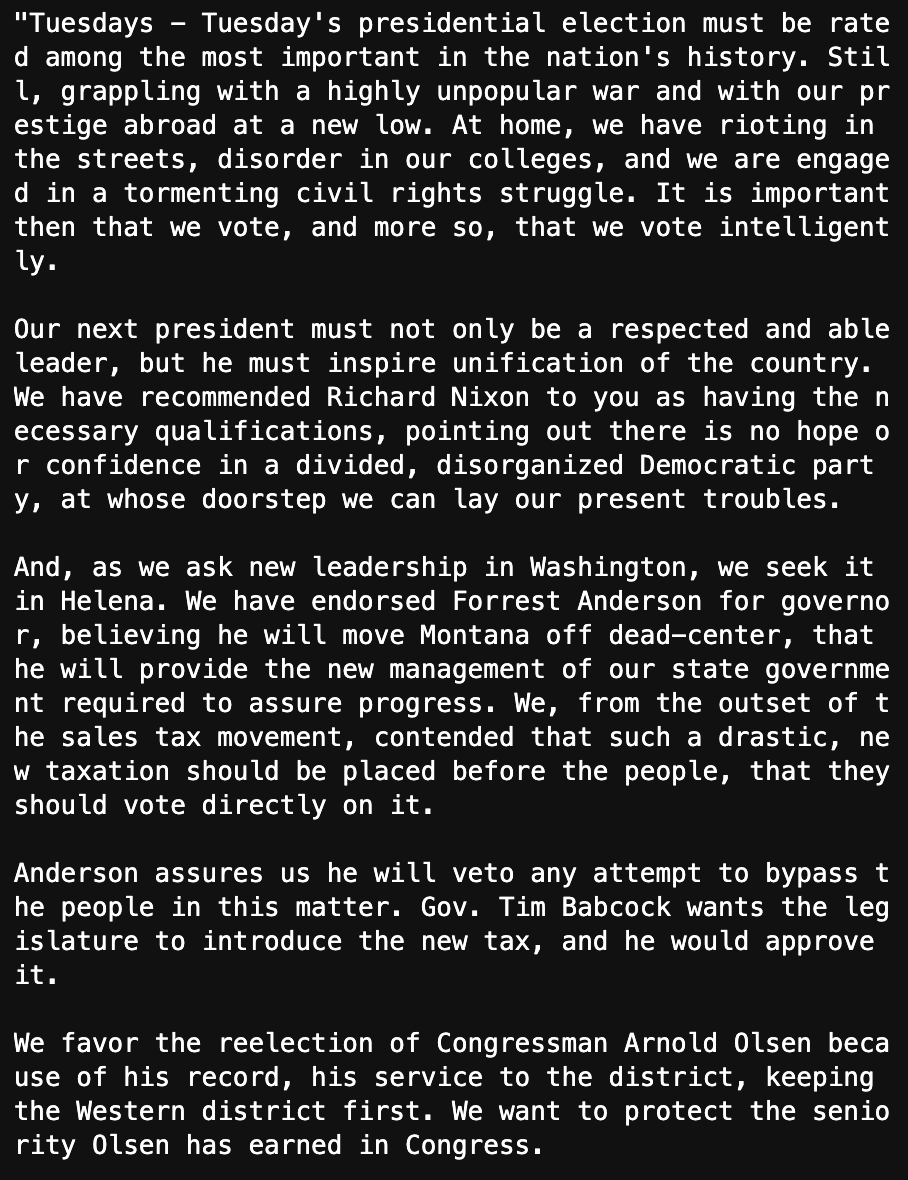 "Tuesdays – Tuesday's presidential election must be rate
d among the most important in the nation's history. Stil
l, grappling with a highly unpopular war and with our pr
estige abroad at a new low. At home, we have rioting in
the streets, disorder in our colleges, and we are engage
d in a tormenting civil rights struggle. It is important
then that we vote, and more so, that we vote intelligent
ly.

Our next president must not only be a respected and able
leader, but he must inspire unification of the country.
We have recommended Richard Nixon to you as having the n
ecessary qualifications, pointing out there is no hope o
r confidence in a divided, disorganized Democratic part
y, at whose doorstep we can lay our present troubles.

And, as we ask new leadership in Washington, we seek it
in Helena. We have endorsed Forrest Anderson for governo
r, believing he will move Montana off dead–center, that
he will provide the new management of our state governme
nt required to assure progress. We, from the outset of t
he sales tax movement, contended that such a drastic, ne
w taxation should be placed before the people, that they
should vote directly on it.

Anderson assures us he will veto any attempt to bypass t
he people in this matter. Gov. Tim Babcock wants the leg
islature to introduce the new tax, and he would approve
it.

We favor the reelection of Congressman Arnold Olsen beca
use of his record, his service to the district, keeping
the Western district first. We want to protect the senio
rity Olsen has earned in Congress.